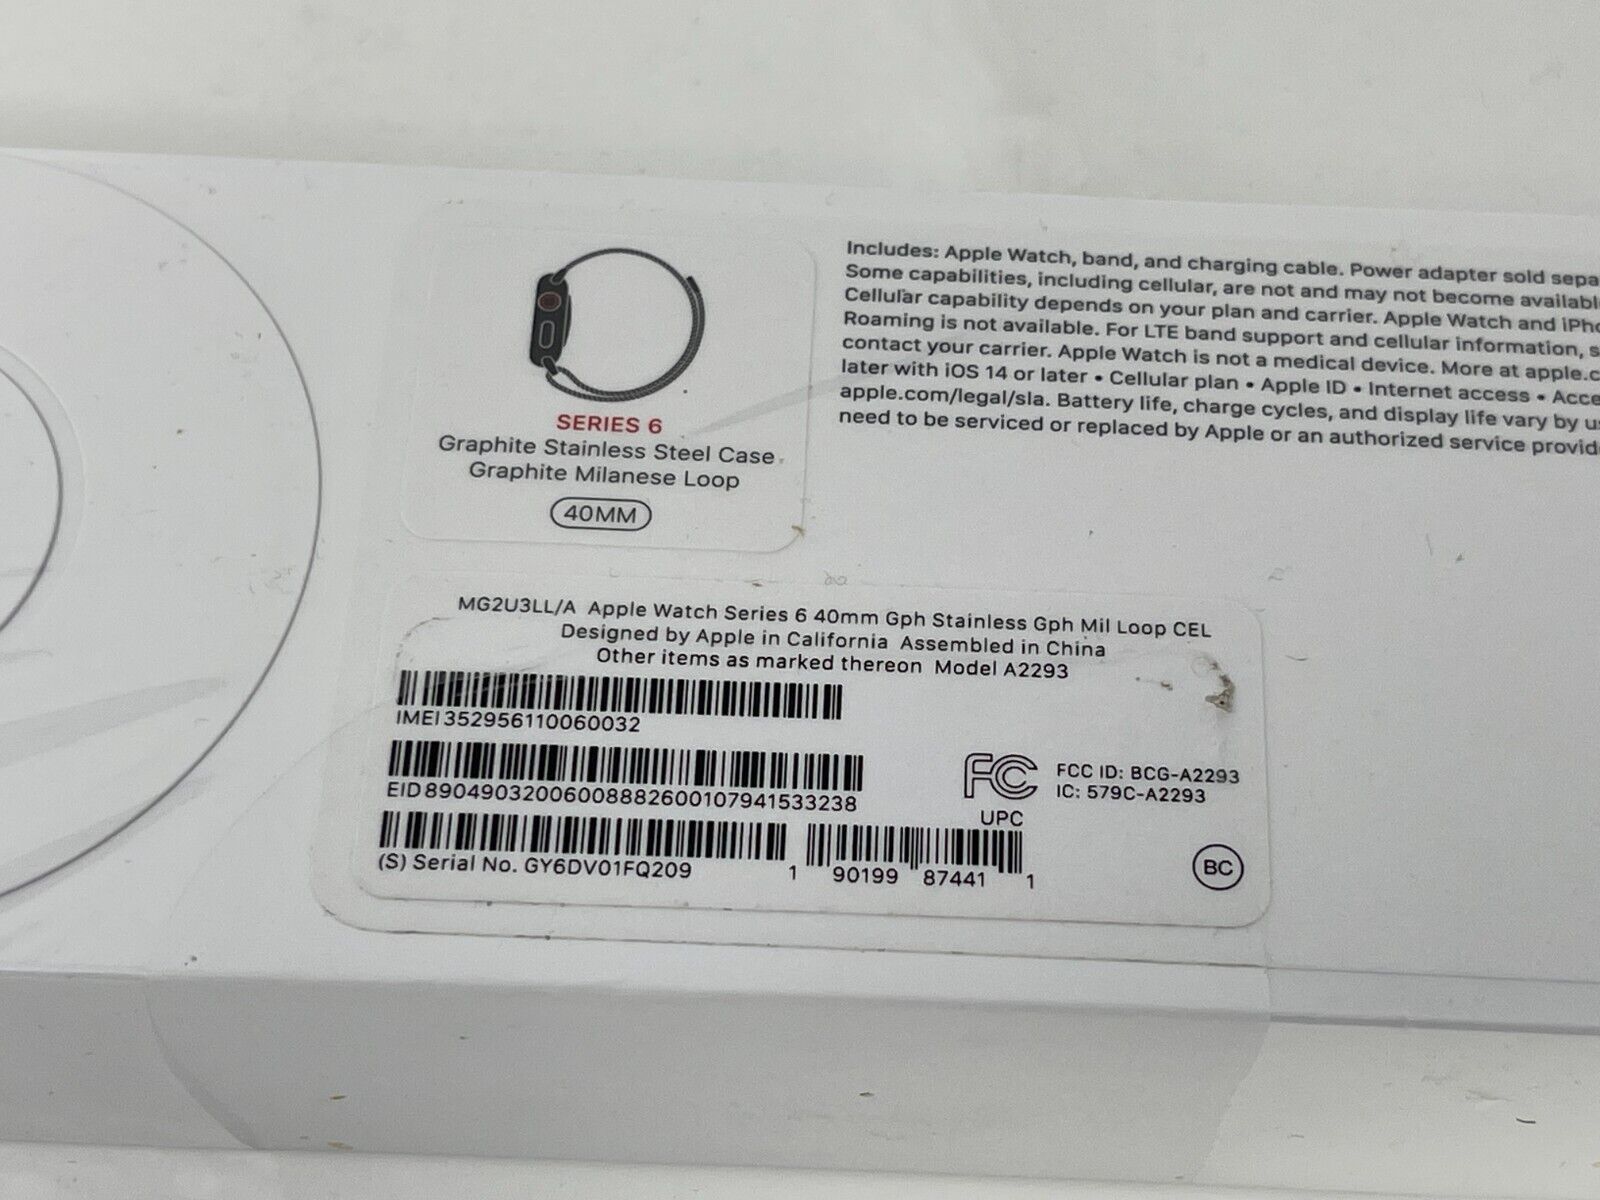 SERIES 6
Graphite Stainless Steel Case
Graphite Milanese Loop
40MM
Includes: Apple Watch, band, and charging cable. Power adapter sold
Some capabilities, including cellular, are not and may not become
Cellular capability depends on your plan and carrier. Apple Watch and
Roaming is not available. For LTE band support and cellular information,
contact your carrier. Apple Watch is not a medical device. More at
later with iOS 14 or later • Cellular plan • Apple ID • Internet access •
apple.com/legal/sla. Battery life, charge cycles, and display life vary by
need to be serviced or replaced by Apple or an authorized service
MG2U3LL/A Apple Watch Series 6 40mm Gph Stainless Gph Mil Loop CEL
Designed by Apple in California Assembled in China
Other items as marked thereon Model A2293
IMEI 352956110060032
EID 89049032006008882600107941533238
(S) Serial No. GY6DV01FQ209
FC
FCC ID: BCG-A2293
IC: 579C-A2293
UPC
1 90199 87441 1
BC